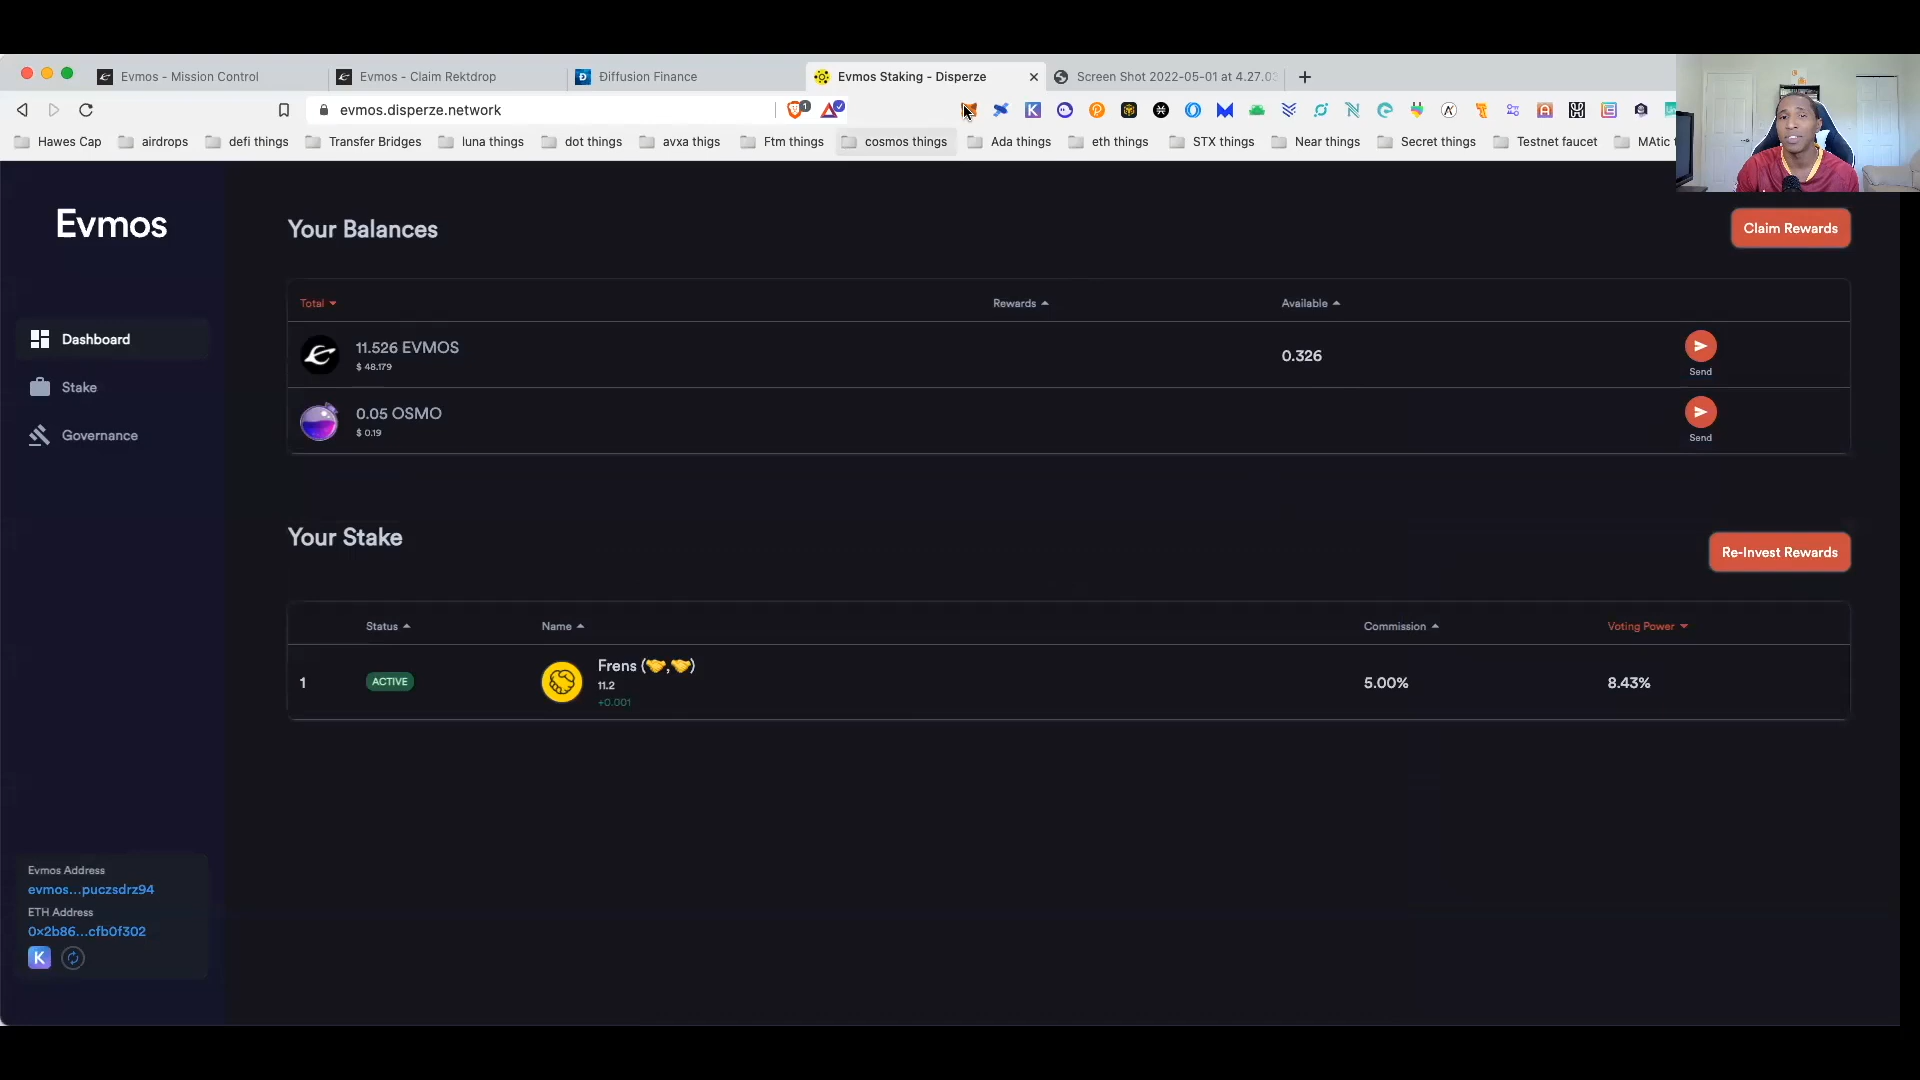 Evmos - Mission Control
Evmos - Claim Rektdrop
Diffusion Finance
Evmos Staking - Disperze
Screen Shot 2022-05-01 at 4.27.03
evmos.disperze.network
1
Hawes Cap
airdrops
defi things
Transfer Bridges
luna things
dot things
avxa thigs
Ftm things
cosmos things
Ada things
eth things
STX things
Near things
Secret things
Testnet faucet
MAtic
Evmos
Dashboard
Stake
Governance
Your Balances
Claim Rewards
Total
Rewards
Available
11.526 EVMOS
$ 48.179
0.326
Send
0.05 OSMO
$ 0.19
Send
Your Stake
Re-Invest Rewards
Status
Name
Commission
Voting Power
1
ACTIVE
Frens (🤝,🤝)
11.2
+0.001
5.00%
8.43%
Evmos Address
evmos...puczsdrz94
ETH Address
0x2b86...cfb0f302
K